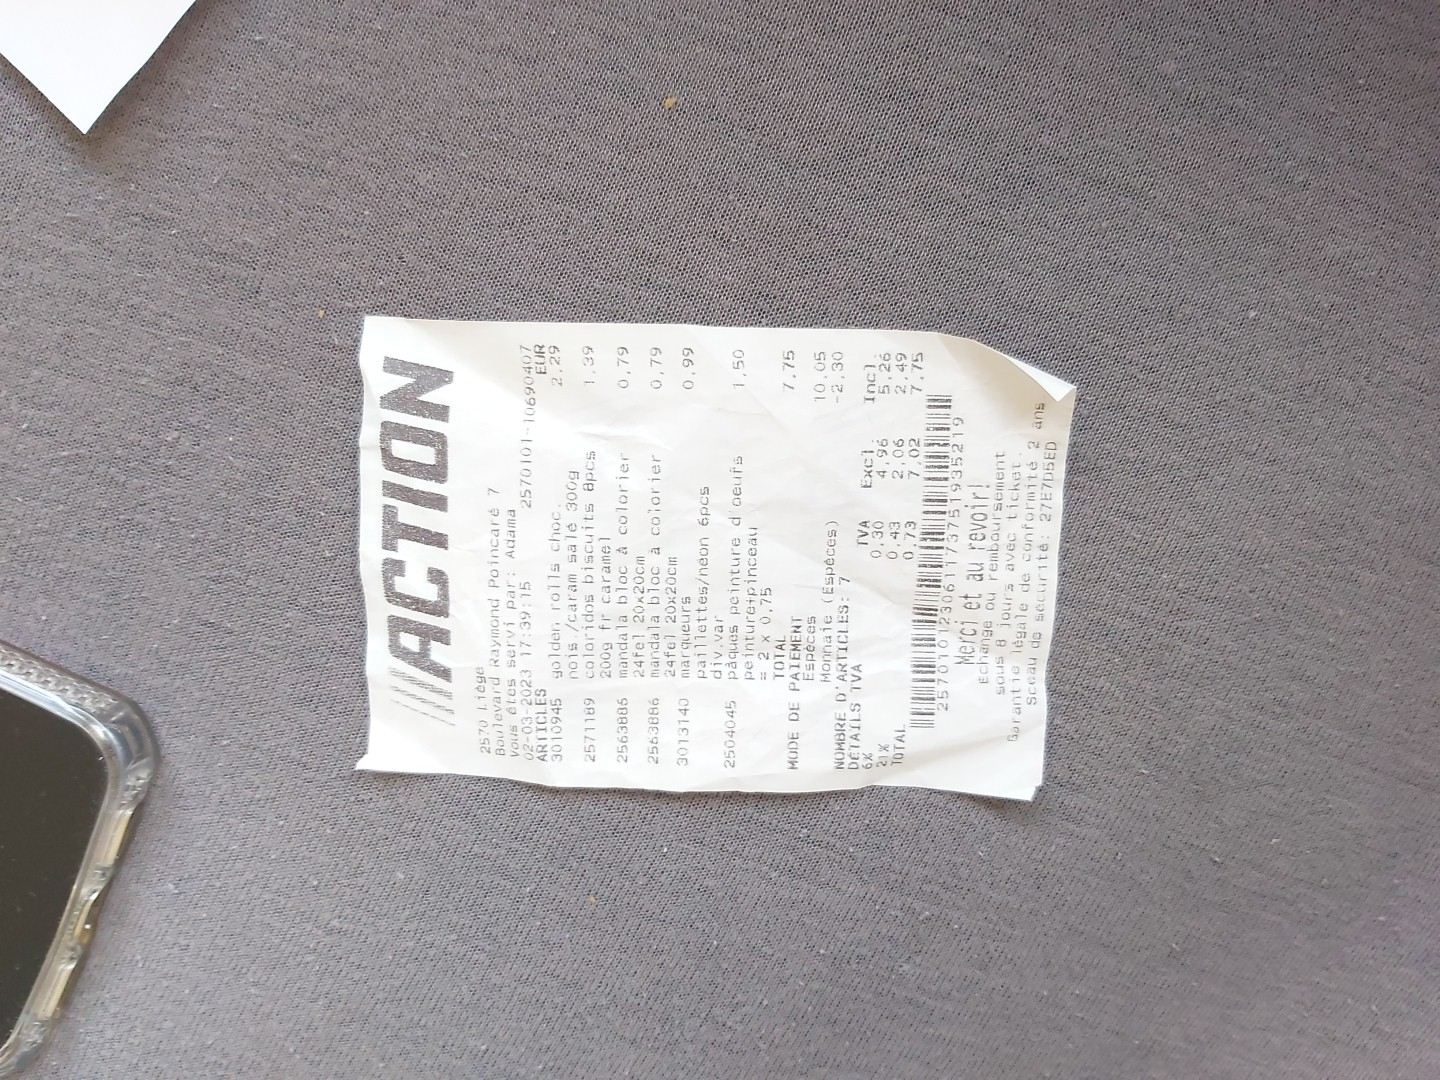 ACTION
2570 Liège
Boulevard Raymond Poincaré 7
Vous êtes servi par: Adama
02-03-2023 17:39:15 2570101-10690407
ARTICLES EUR
3010945 golden rolls choc. 2,29
nois./caram salé 300g
2571189 coloridos biscuits 8pcs 1,39
200g fr caramel
2563886 mandala bloc à colorier 0,79
24fel 20x20cm
2563886 mandala bloc à colorier 0,79
24fel 20x20cm
3013140 marqueurs 0,99
paillettes/néon 6pcs
div.var
2504045 pâques peinture d'oeufs 1,50
peinture+pinceau
= 2 x 0,75
TOTAL 7,75
MODE DE PAIEMENT
Espèces 10,05
Monnaie (Espèces) -2,30
NOMBRE D'ARTICLES: 7
DÉTAILS TVA TVA Excl. Incl.
6% 0,30 4,96 5,26
21% 0,43 2,06 2,49
TOTAL 0,73 7,02 7,75
Merci et au revoir!
Echange ou remboursement
sous 8 jours avec ticket.
Garantie légale de conformité 2 ans.
Sceau de sécurité: 27E7D5ED